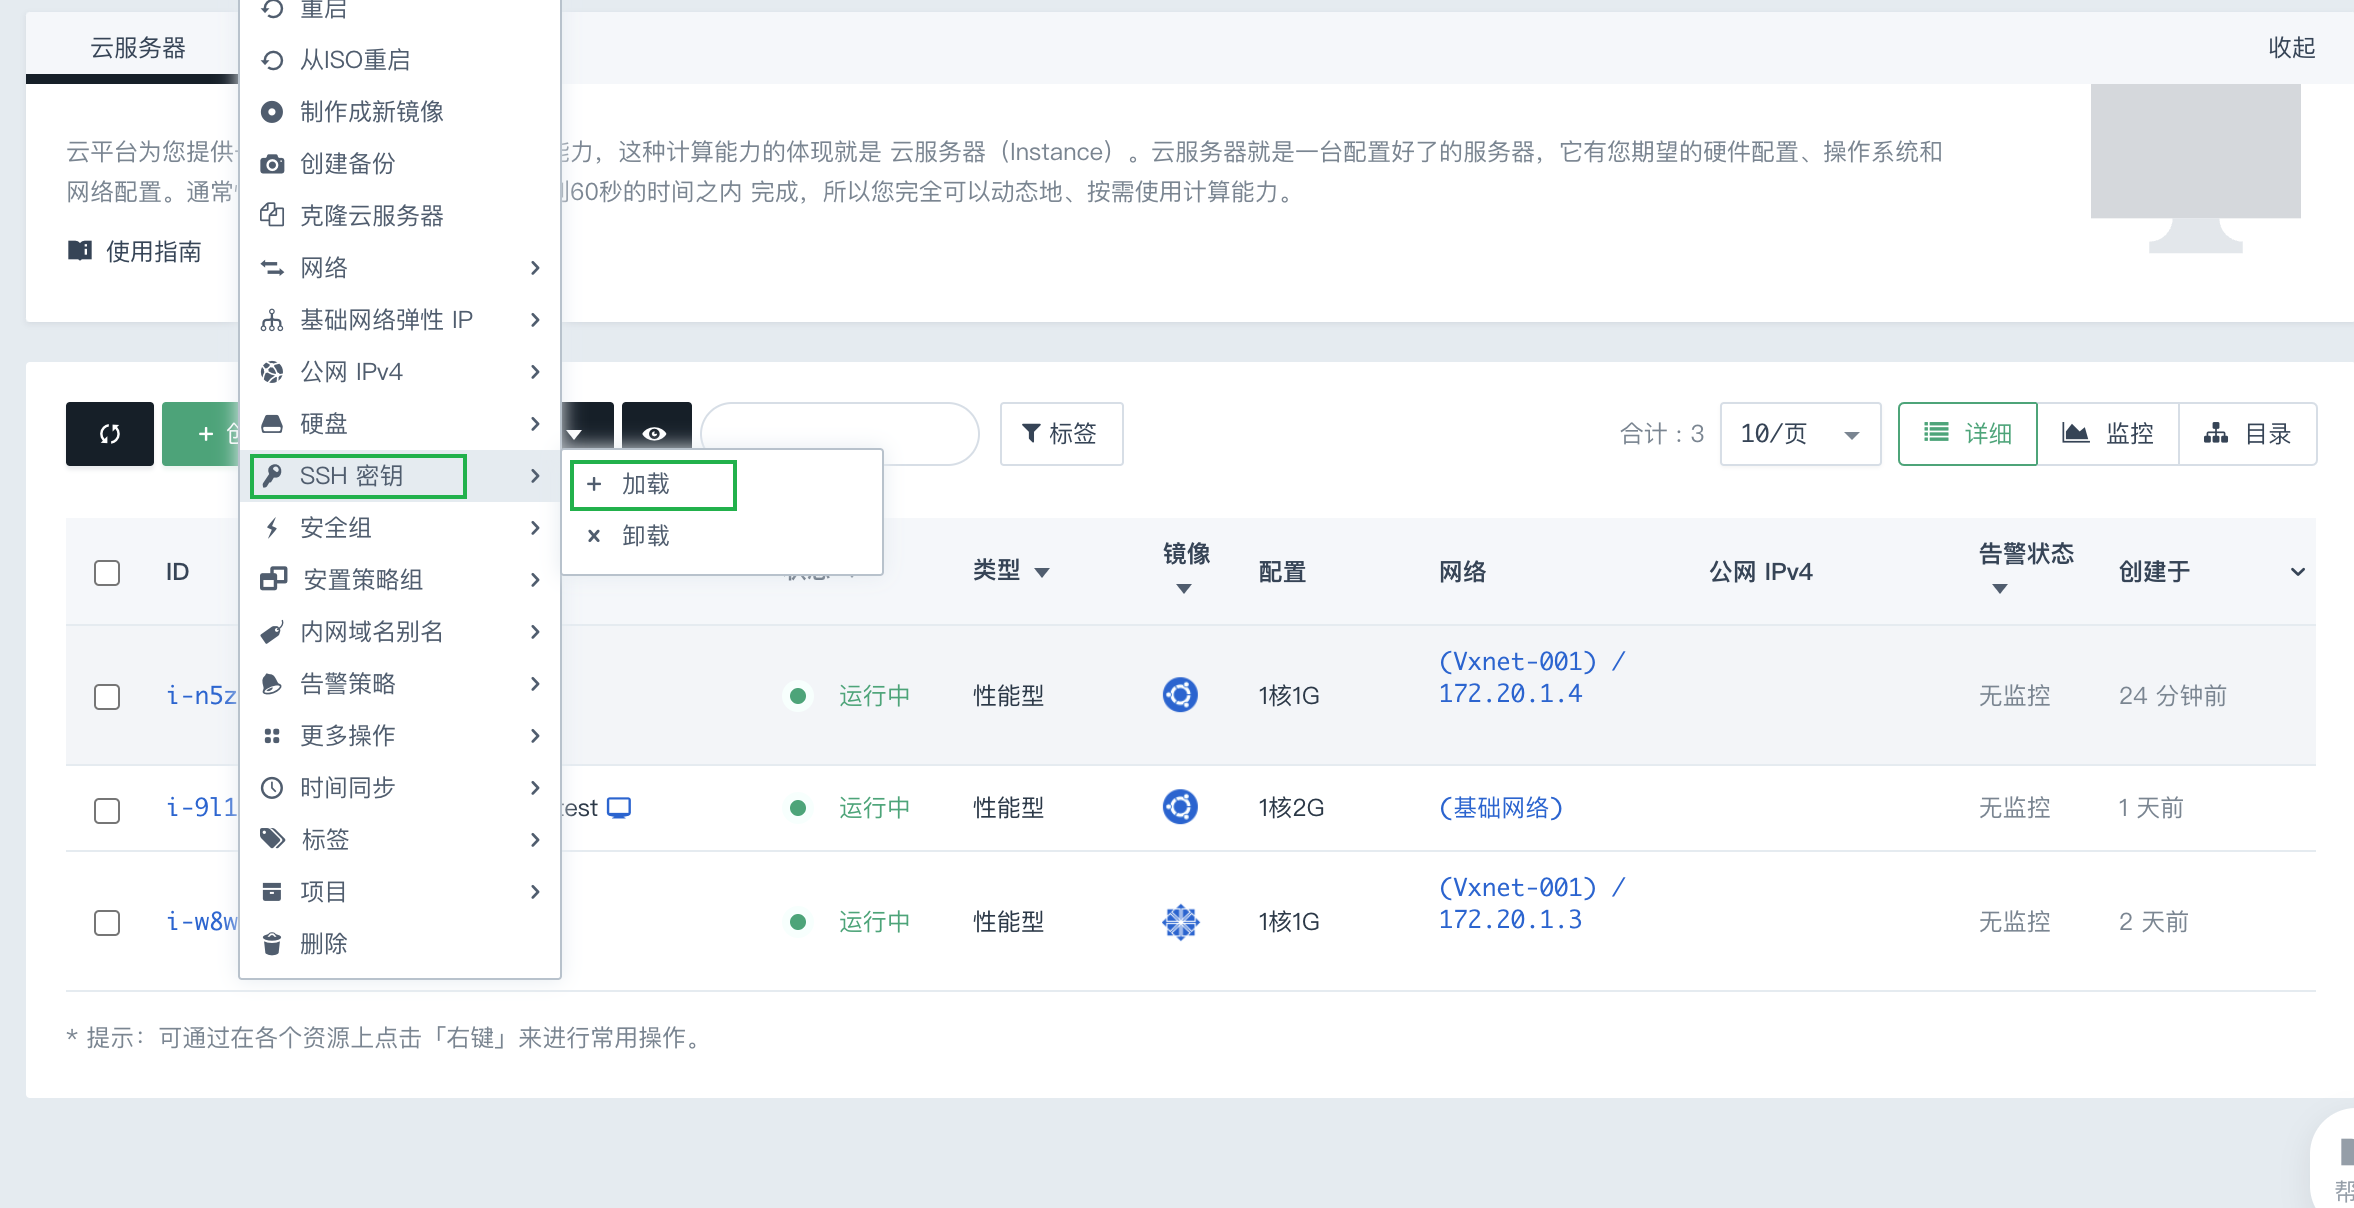 重启
云服务器
收起
从ISO重启
制作成新镜像
创建备份
克隆云服务器
网络
基础网络弹性 IP
公网 IPv4
硬盘
SSH 密钥
安全组
安置策略组
内网域名别名
告警策略
更多操作
时间同步
标签
项目
删除
加载
卸载
云平台为您提供 能力，这种计算能力的体现就是 云服务器（Instance）。云服务器就是一台配置好了的服务器，它有您期望的硬件配置、操作系统和
网络配置。通常 到60秒的时间之内 完成，所以您完全可以动态地、按需使用计算能力。
使用指南
+ 创
标签
合计：3
10/页
详细
监控
目录
ID
状态
类型
镜像
配置
网络
公网 IPv4
告警状态
创建于
i-n5z
运行中
性能型
1核1G
(Vxnet-001) /
172.20.1.4
无监控
24 分钟前
i-9l1
test
运行中
性能型
1核2G
(基础网络)
无监控
1 天前
i-w8w
运行中
性能型
1核1G
(Vxnet-001) /
172.20.1.3
无监控
2 天前
* 提示：可通过在各个资源上点击「右键」来进行常用操作。
帮